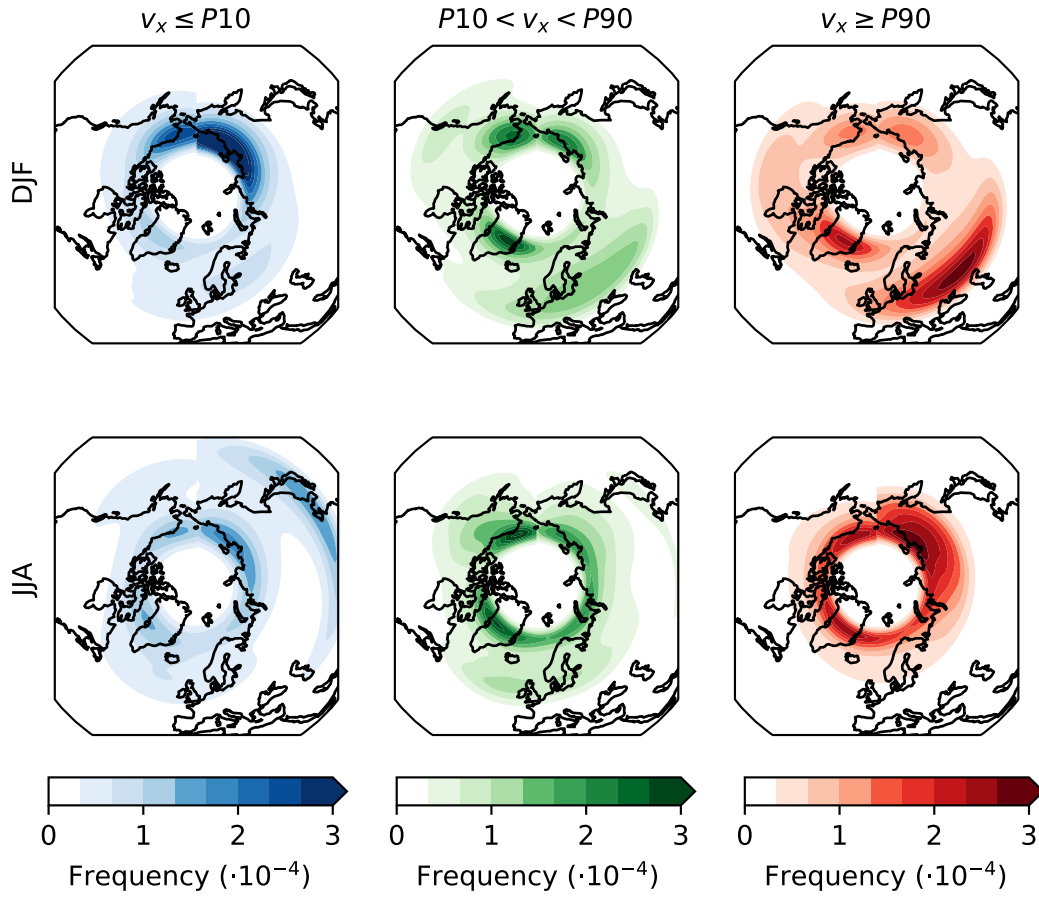 v_x ≤ P10
P10 < v_x < P90
v_x ≥ P90
DJF
JJA
0 1 2 3
0 1 2 3
0 1 2 3
Frequency (·10⁻⁴)
Frequency (·10⁻⁴)
Frequency (·10⁻⁴)